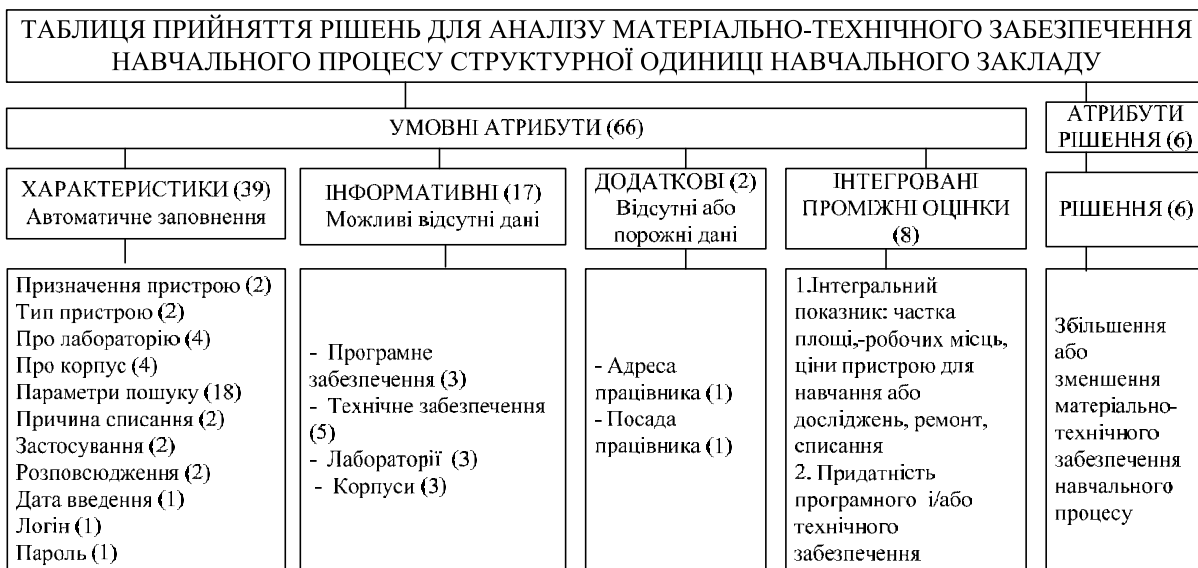 ТАБЛИЦЯ ПРИЙНЯТТЯ РІШЕНЬ ДЛЯ АНАЛІЗУ МАТЕРІАЛЬНО-ТЕХНІЧНОГО ЗАБЕЗПЕЧЕННЯ
НАВЧАЛЬНОГО ПРОЦЕСУ СТРУКТУРНОЇ ОДИНИЦІ НАВЧАЛЬНОГО ЗАКЛАДУ
УМОВНІ АТРИБУТИ (66)
АТРИБУТИ
РІШЕННЯ (6)
ХАРАКТЕРИСТИКИ (39)
Автоматичне заповнення
ІНФОРМАТИВНІ (17)
Можливі відсутні дані
ДОДАТКОВІ (2)
Відсутні або
порожні дані
ІНТЕГРОВАНІ
ПРОМІЖНІ ОЦІНКИ
(8)
РІШЕННЯ (6)
Призначення пристрою (2)
Тип пристрою (2)
Про лабораторію (4)
Про корпус (4)
Параметри пошуку (18)
Причина списання (2)
Застосування (2)
Розповсюдження (2)
Дата введення (1)
Логін (1)
Пароль (1)
- Програмне
забезпечення (3)
- Технічне забезпечення
(5)
- Лабораторії (3)
- Корпуси (3)
- Адреса
працівника (1)
- Посада
працівника (1)
1.Інтегральний
показник: частка
площі,-робочих місць,
ціни пристрою для
навчання або
досліджень, ремонт,
списання
2. Придатність
програмного і/або
технічного
забезпечення
Збільшення
або
зменшення
матеріально-
технічного
забезпечення
навчального
процесу